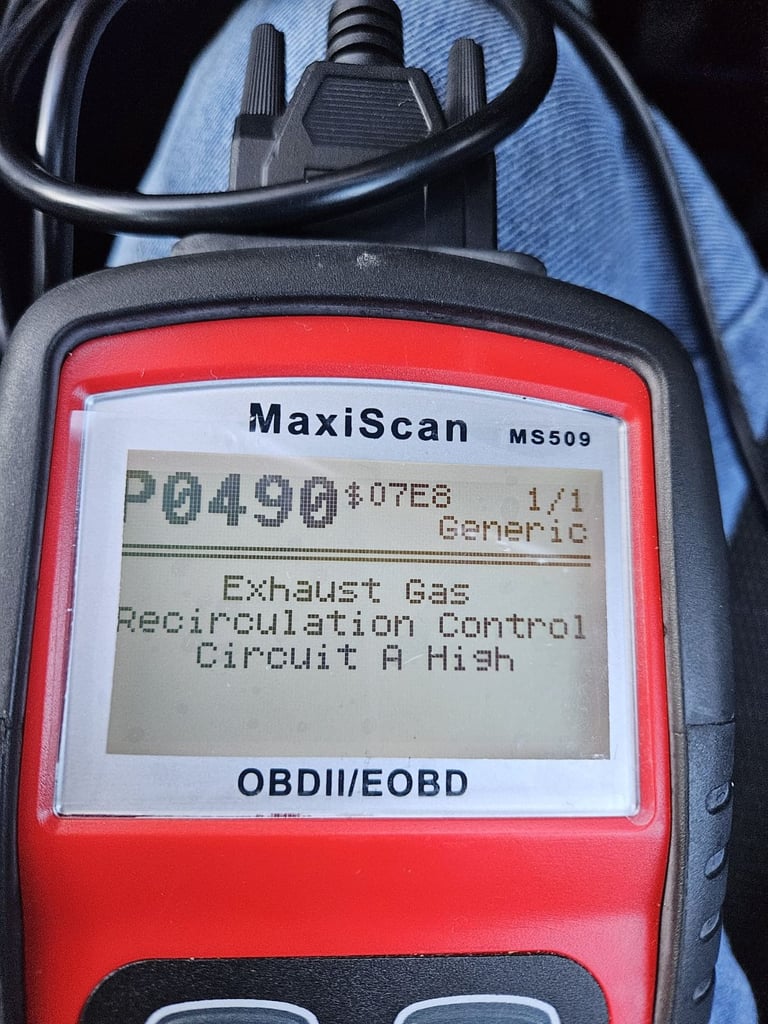 MaxiScan MS509
P0490 $07E8 1/1
Generic
Exhaust Gas
Recirculation Control
Circuit A High
OBDII/EOBD